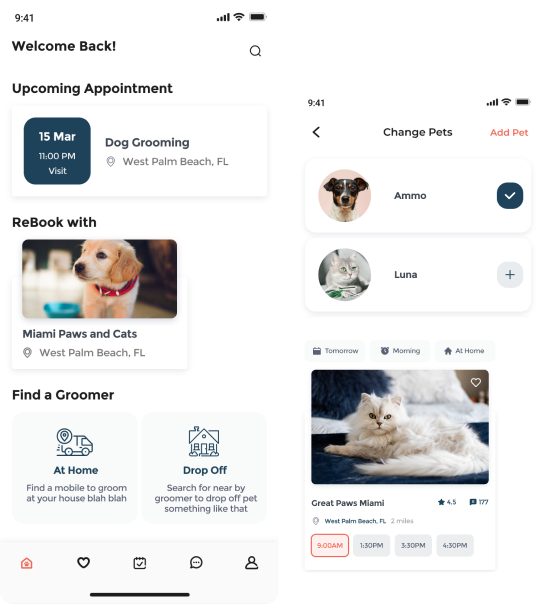 9:41
Welcome Back!
Upcoming Appointment
15 Mar
11:00 PM
Visit
Dog Grooming
West Palm Beach, FL
ReBook with
Miami Paws and Cats
West Palm Beach, FL
Find a Groomer
At Home
Find a mobile to groom
at your house blah blah
Drop Off
Search for near by
groomer to drop off pet
something like that
9:41
Change Pets
Add Pet
Ammo
Luna
Tomorrow
Morning
At Home
Great Paws Miami
4.5
177
West Palm Beach, FL 2 miles
9:00AM
1:30PM
3:30PM
4:30PM